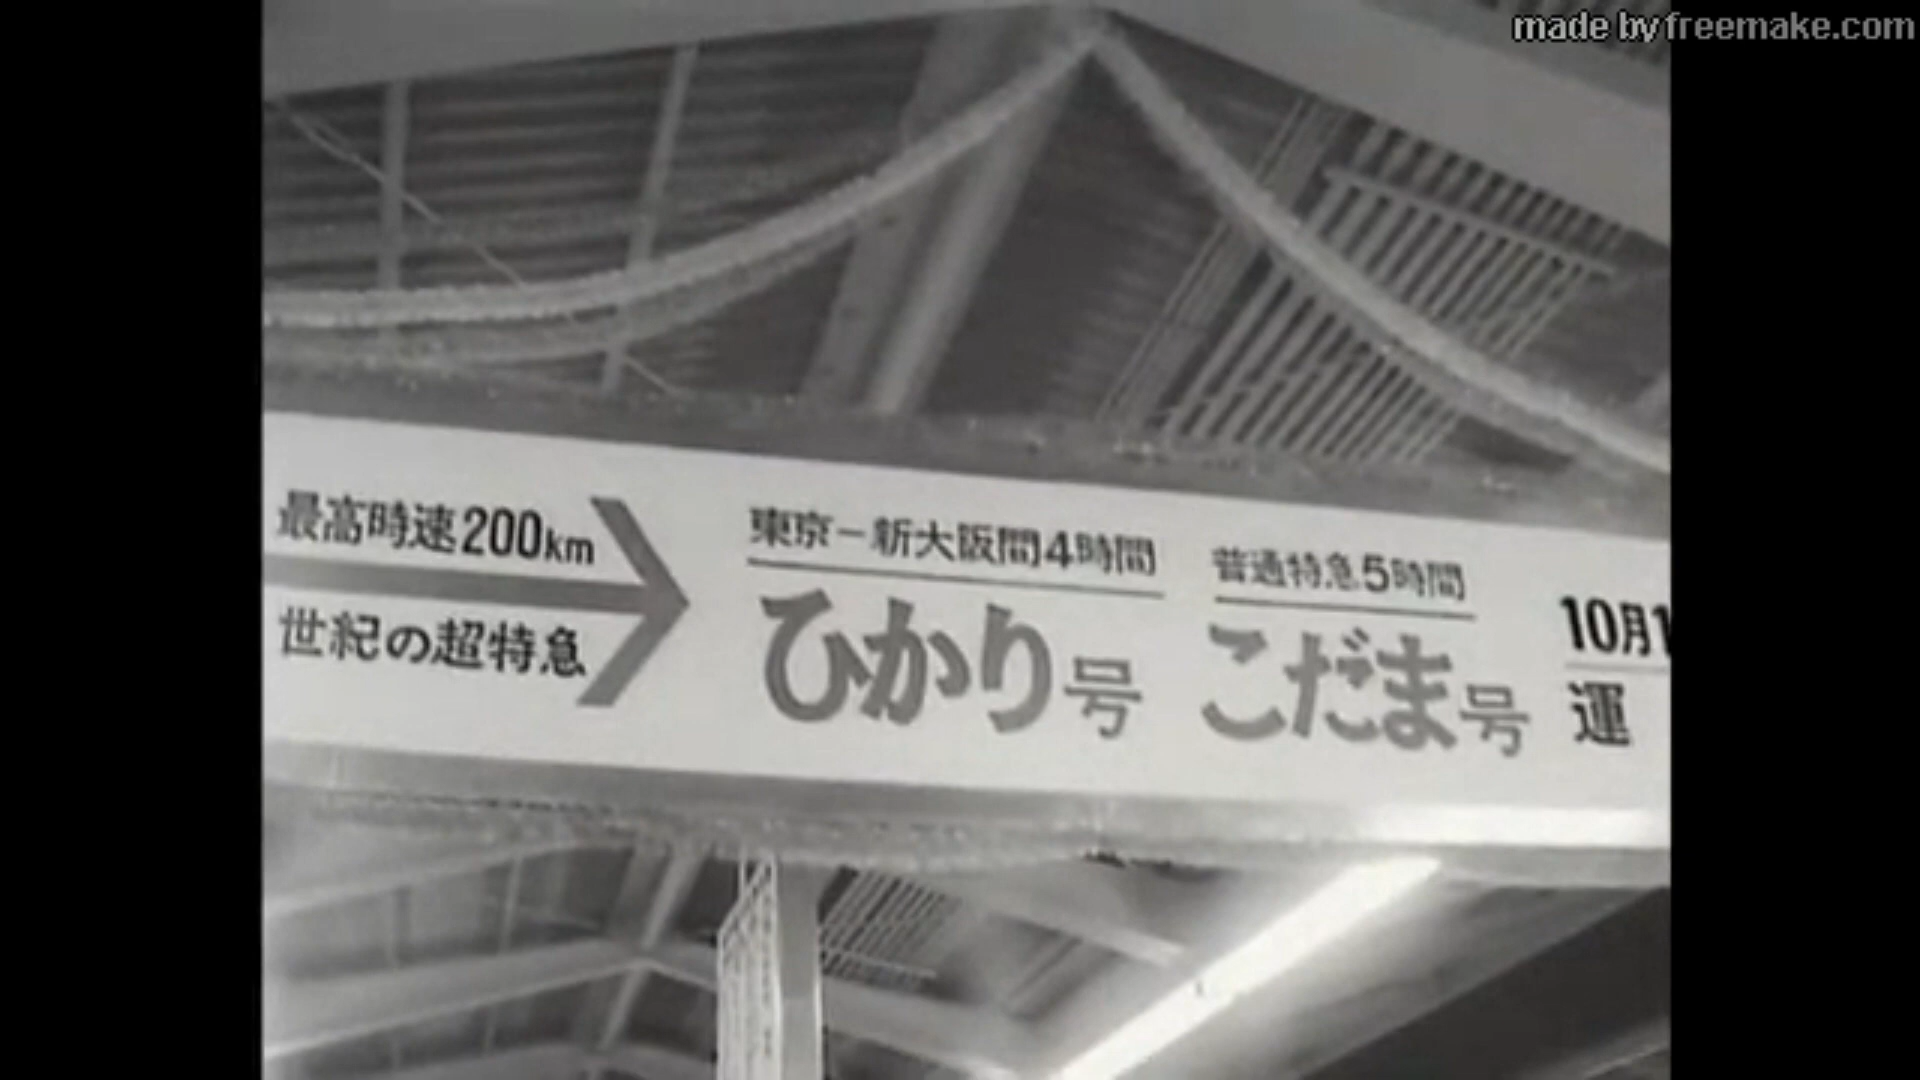 made by freemake.com
最高時速200km
世紀の超特急
東京－新大阪間4時間
ひかり号
普通特急5時間
こだま号
10月1
運